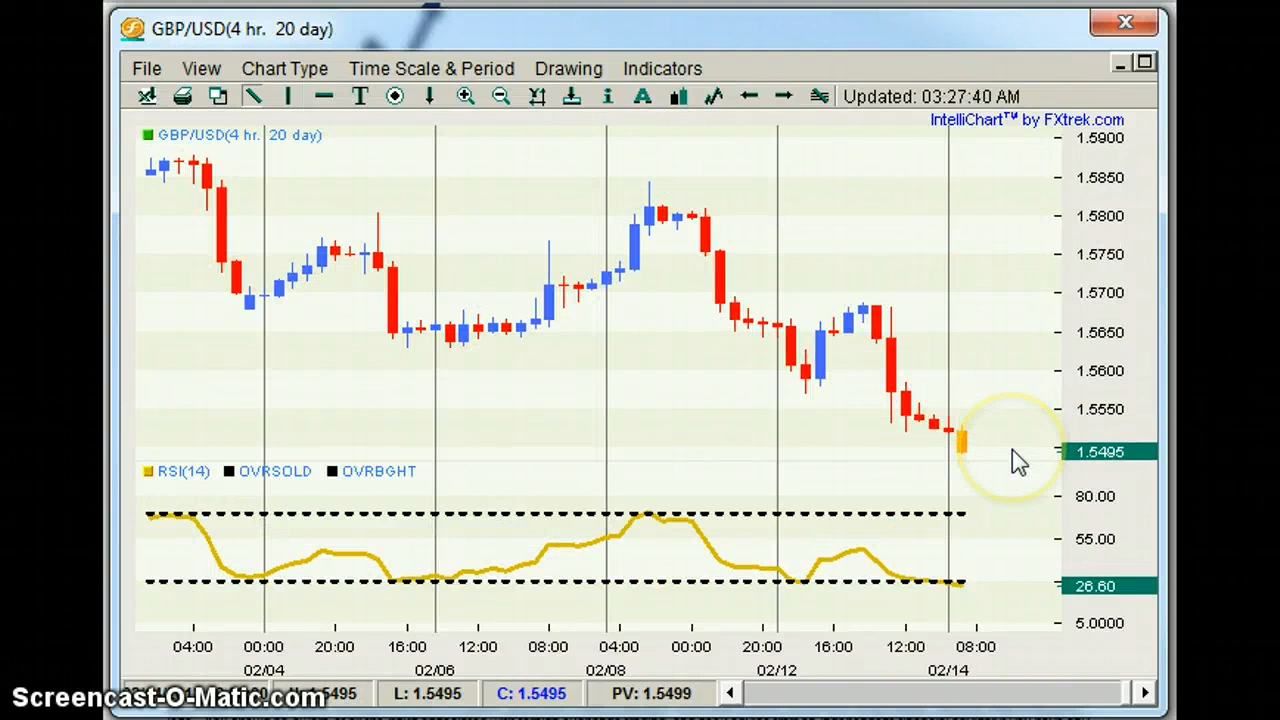 GBP/USD(4 hr. 20 day)
File View Chart Type Time Scale & Period Drawing Indicators
T i A Updated: 03:27:40 AM
IntelliChart™ by FXtrek.com
GBP/USD(4 hr. 20 day)
1.5900
1.5850
1.5800
1.5750
1.5700
1.5650
1.5600
1.5550
1.5495
RSI(14) OVRSOLD OVRBGHT
80.00
55.00
26.60
5.0000
04:00 00:00 20:00 16:00 12:00 08:00 04:00 00:00 20:00 16:00 12:00 08:00
02/04 02/06 02/08 02/12 02/14
L: 1.5495 C: 1.5495 PV: 1.5499
Screencast-O-Matic.com